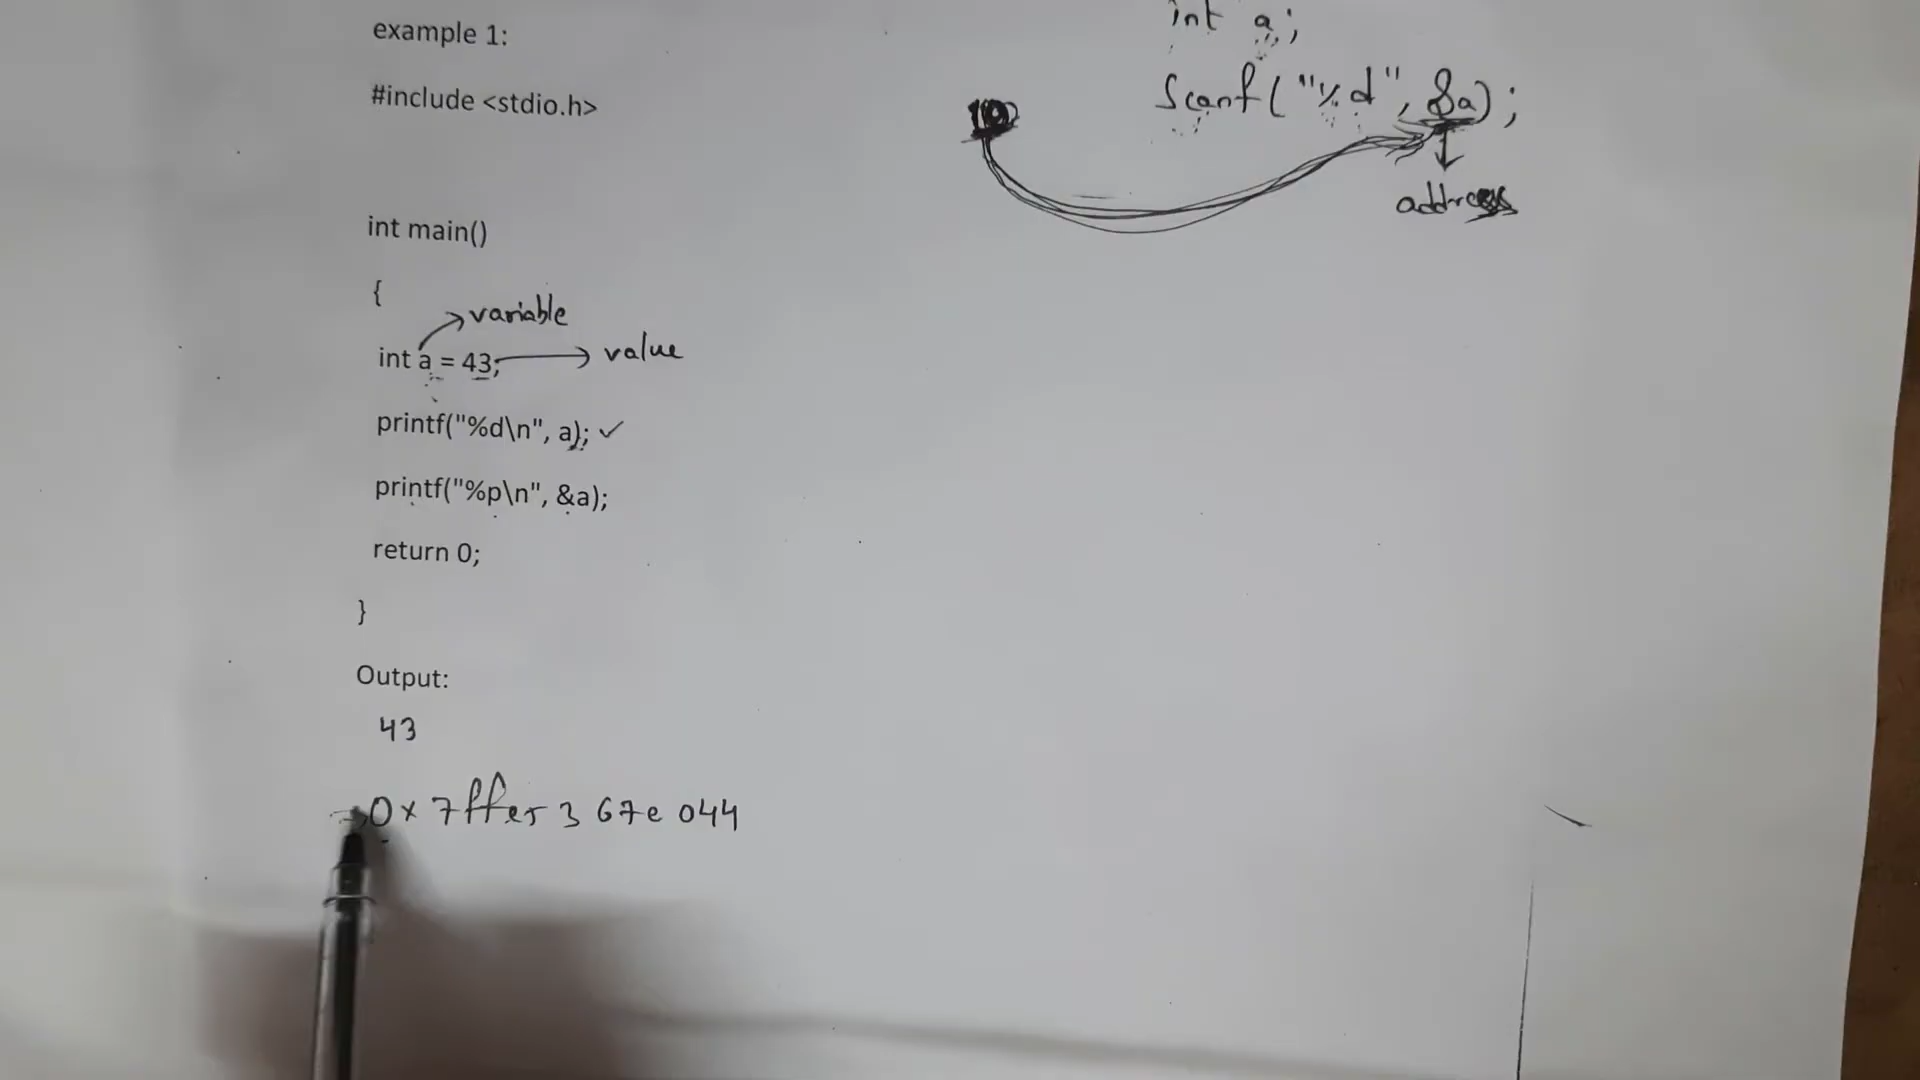 example 1:
#include <stdio.h>
int main()
{
variable
int a = 43;
value
printf("%d\n", a); ✓
printf("%p\n", &a);
return 0;
}
Output:
43
0x7ffe5367e044
int a;
Scanf("%d", &a);
10
address